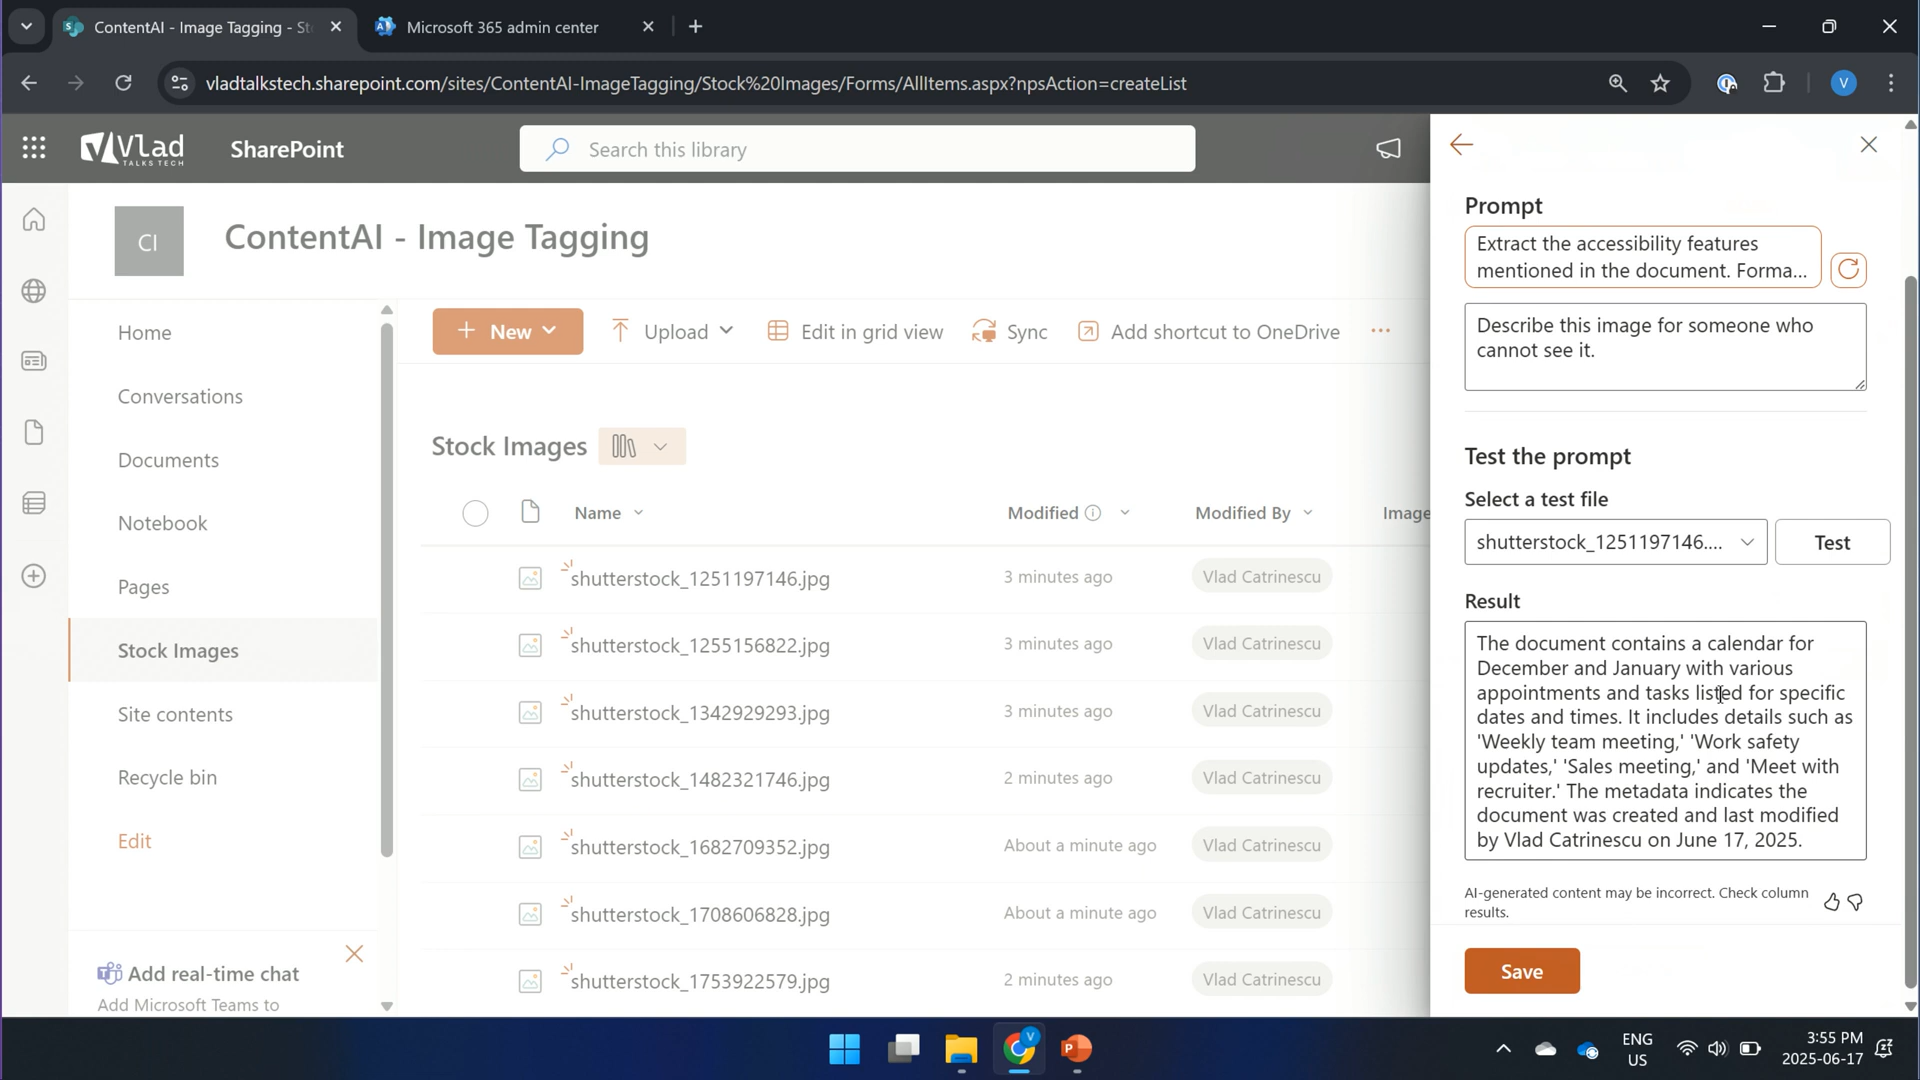 ContentAI - Image Tagging - St
Microsoft 365 admin center
vladtalkstech.sharepoint.com/sites/ContentAI-ImageTagging/Stock%20Images/Forms/AllItems.aspx?npsAction=createList
V
Vlad
TALKS TECH
SharePoint
Search this library
CI
ContentAI - Image Tagging
Home
Conversations
Documents
Notebook
Pages
Stock Images
Site contents
Recycle bin
Edit
Add real-time chat
Add Microsoft Teams to
New
Upload
Edit in grid view
Sync
Add shortcut to OneDrive
Stock Images
Name Modified Modified By Image
shutterstock_1251197146.jpg 3 minutes ago Vlad Catrinescu
shutterstock_1255156822.jpg 3 minutes ago Vlad Catrinescu
shutterstock_1342929293.jpg 3 minutes ago Vlad Catrinescu
shutterstock_1482321746.jpg 2 minutes ago Vlad Catrinescu
shutterstock_1682709352.jpg About a minute ago Vlad Catrinescu
shutterstock_1708606828.jpg About a minute ago Vlad Catrinescu
shutterstock_1753922579.jpg 2 minutes ago Vlad Catrinescu
Prompt
Extract the accessibility features
mentioned in the document. Forma...
Describe this image for someone who
cannot see it.
Test the prompt
Select a test file
shutterstock_1251197146....
Test
Result
The document contains a calendar for
December and January with various
appointments and tasks listed for specific
dates and times. It includes details such as
'Weekly team meeting,' 'Work safety
updates,' 'Sales meeting,' and 'Meet with
recruiter.' The metadata indicates the
document was created and last modified
by Vlad Catrinescu on June 17, 2025.
AI-generated content may be incorrect. Check column
results.
Save
V
P
ENG
US
3:55 PM
2025-06-17